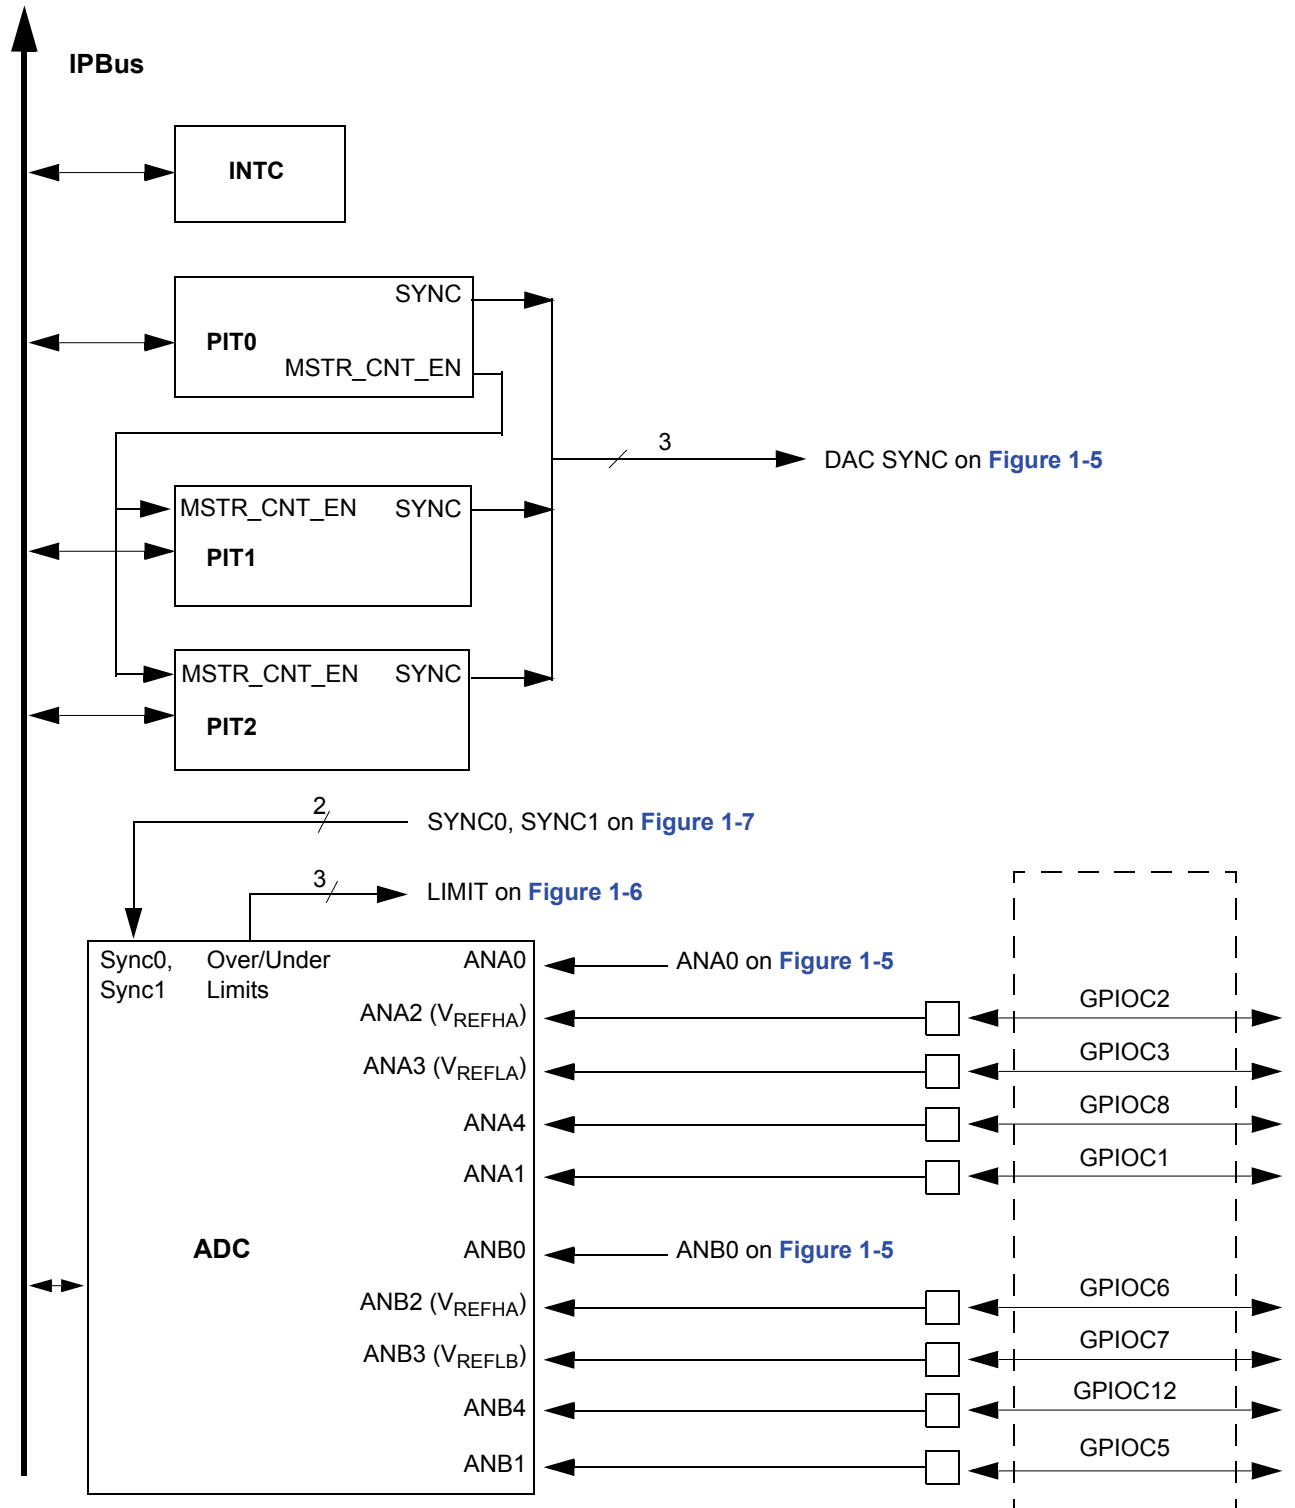 IPBus
INTC
SYNC
PIT0
MSTR_CNT_EN
3
DAC SYNC on Figure 1-5
MSTR_CNT_EN SYNC
PIT1
MSTR_CNT_EN SYNC
PIT2
2
SYNC0, SYNC1 on Figure 1-7
3
LIMIT on Figure 1-6
Sync0, Over/Under
Sync1 Limits
ANA0
ANA0 on Figure 1-5
ANA2 (VREFHA)
GPIOC2
ANA3 (VREFLA)
GPIOC3
ANA4
GPIOC8
ANA1
GPIOC1
ADC
ANB0
ANB0 on Figure 1-5
ANB2 (VREFHA)
GPIOC6
ANB3 (VREFLB)
GPIOC7
ANB4
GPIOC12
ANB1
GPIOC5